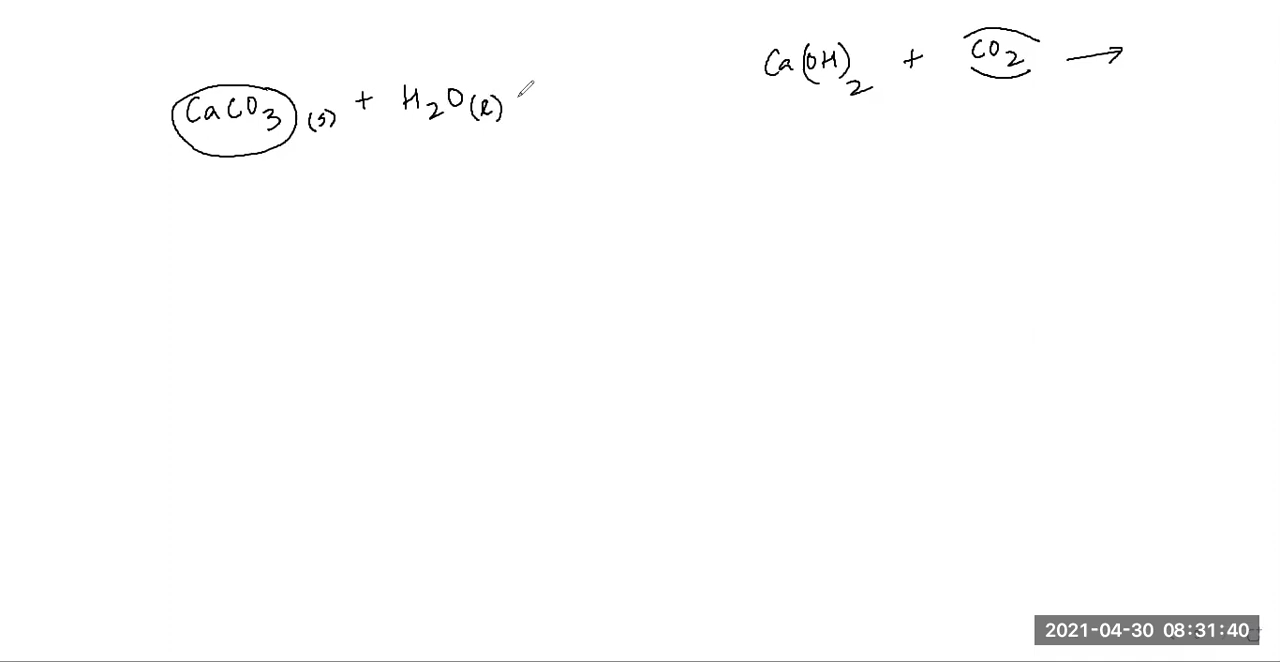 Ca(OH)2 + CO2 →
CaCO3 (s) + H2O(l)
2021-04-30 08:31:40